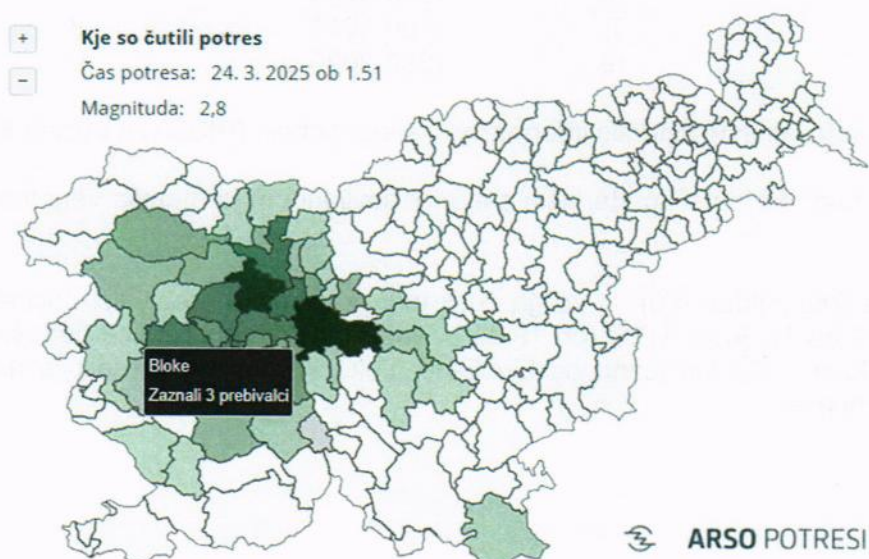 +
Kje so čutili potres
−
Čas potresa: 24. 3. 2025 ob 1.51
Magnituda: 2,8
Bloke
Zaznali 3 prebivalci
ARSO POTRESI